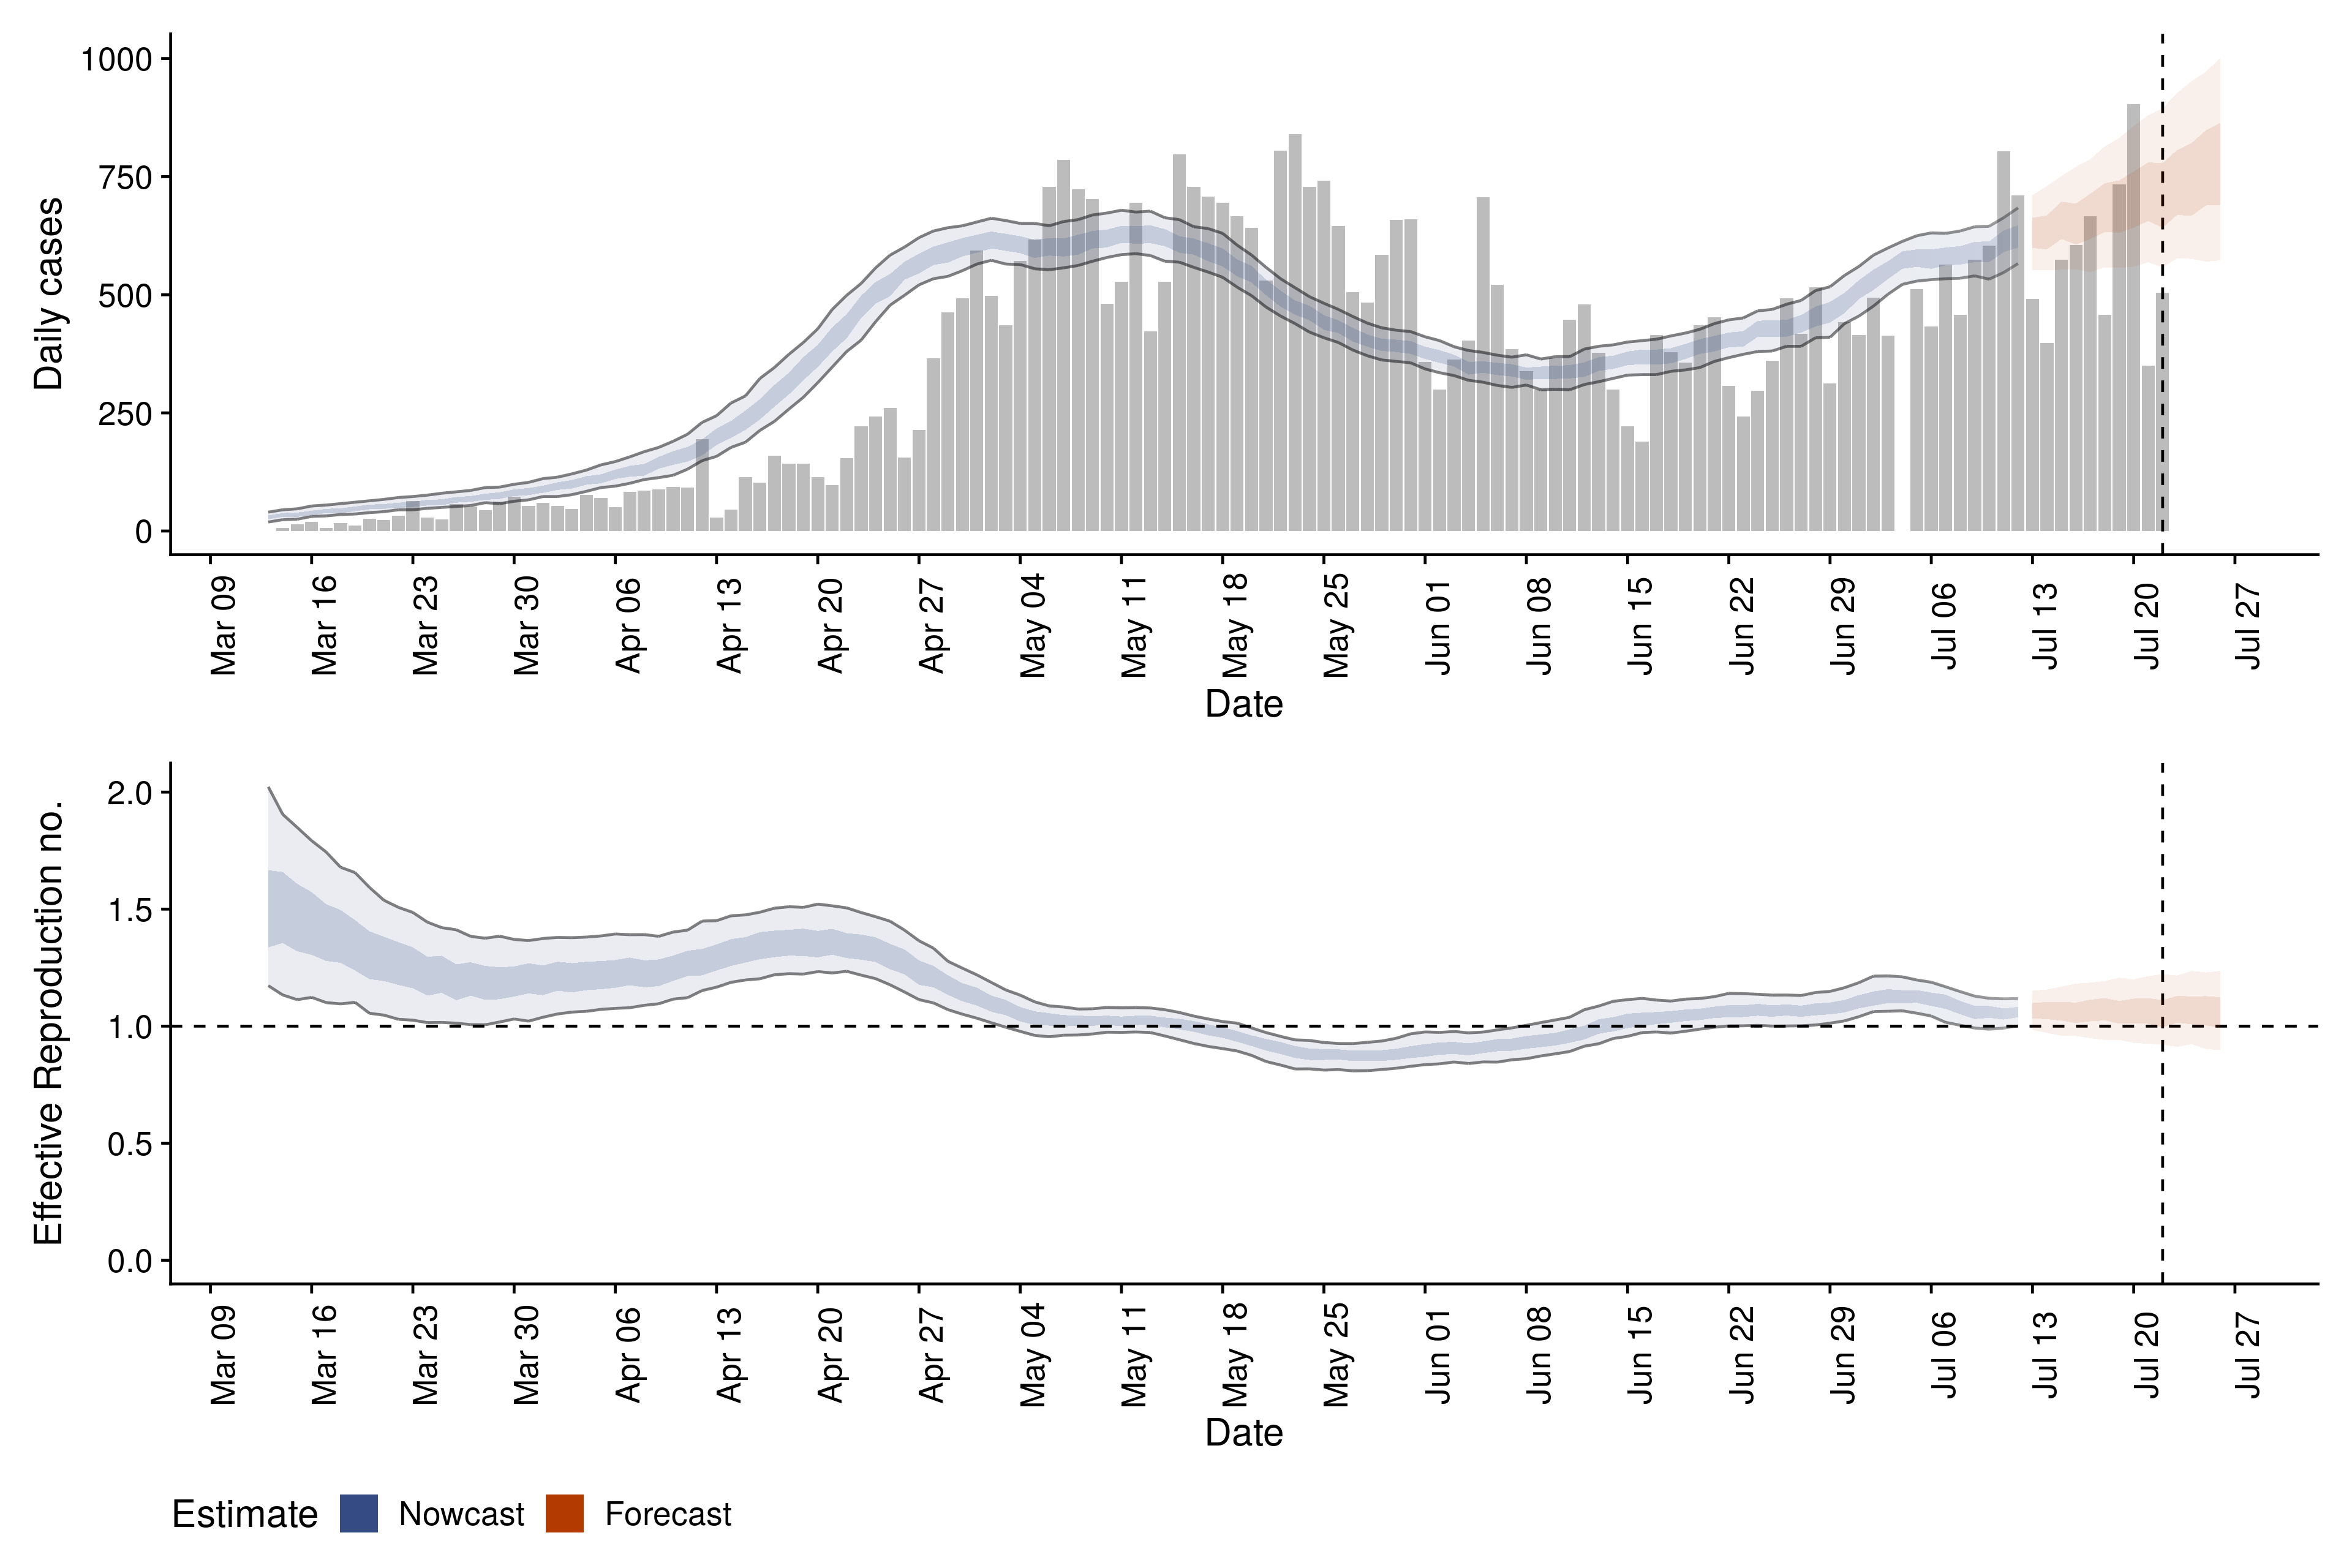 1000
750
500
250
0
Daily cases
Mar 09 Mar 16 Mar 23 Mar 30 Apr 06 Apr 13 Apr 20 Apr 27 May 04 May 11 May 18 May 25 Jun 01 Jun 08 Jun 15 Jun 22 Jun 29 Jul 06 Jul 13 Jul 20 Jul 27
Date
2.0
1.5
1.0
0.5
0.0
Effective Reproduction no.
Mar 09 Mar 16 Mar 23 Mar 30 Apr 06 Apr 13 Apr 20 Apr 27 May 04 May 11 May 18 May 25 Jun 01 Jun 08 Jun 15 Jun 22 Jun 29 Jul 06 Jul 13 Jul 20 Jul 27
Date
Estimate Nowcast Forecast